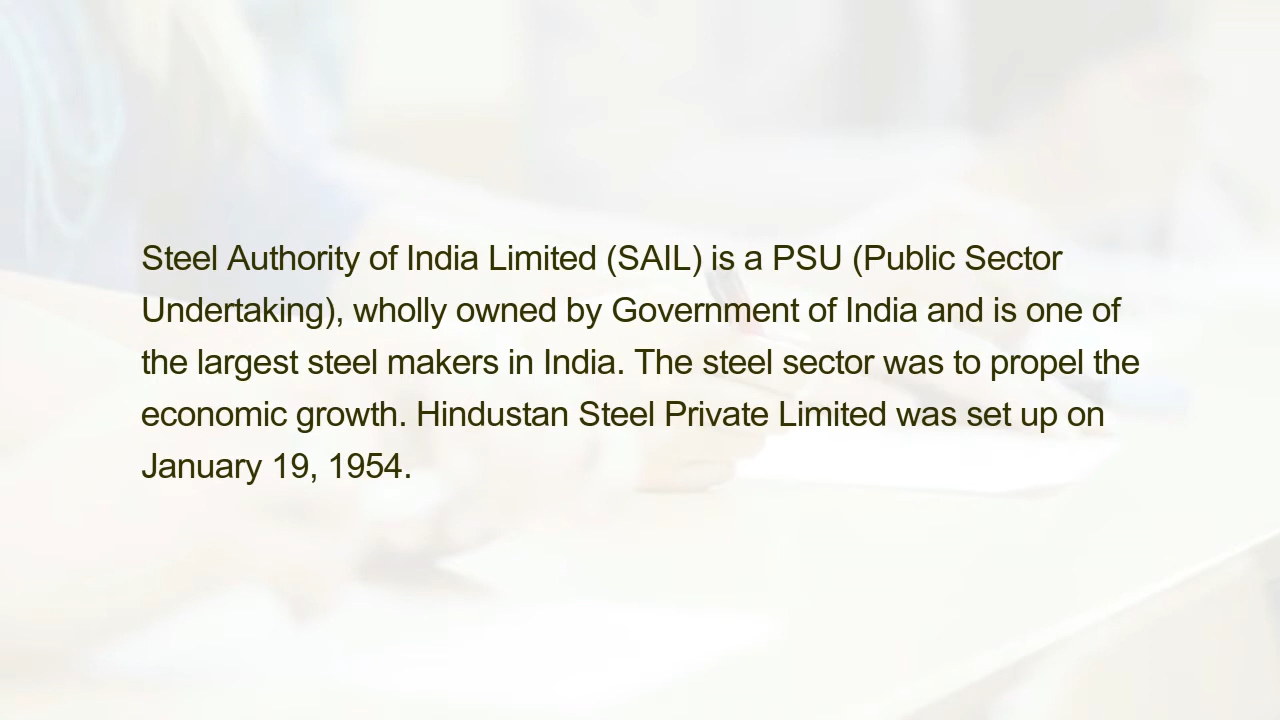 Steel Authority of India Limited (SAIL) is a PSU (Public Sector
Undertaking), wholly owned by Government of India and is one of
the largest steel makers in India. The steel sector was to propel the
economic growth. Hindustan Steel Private Limited was set up on
January 19, 1954.